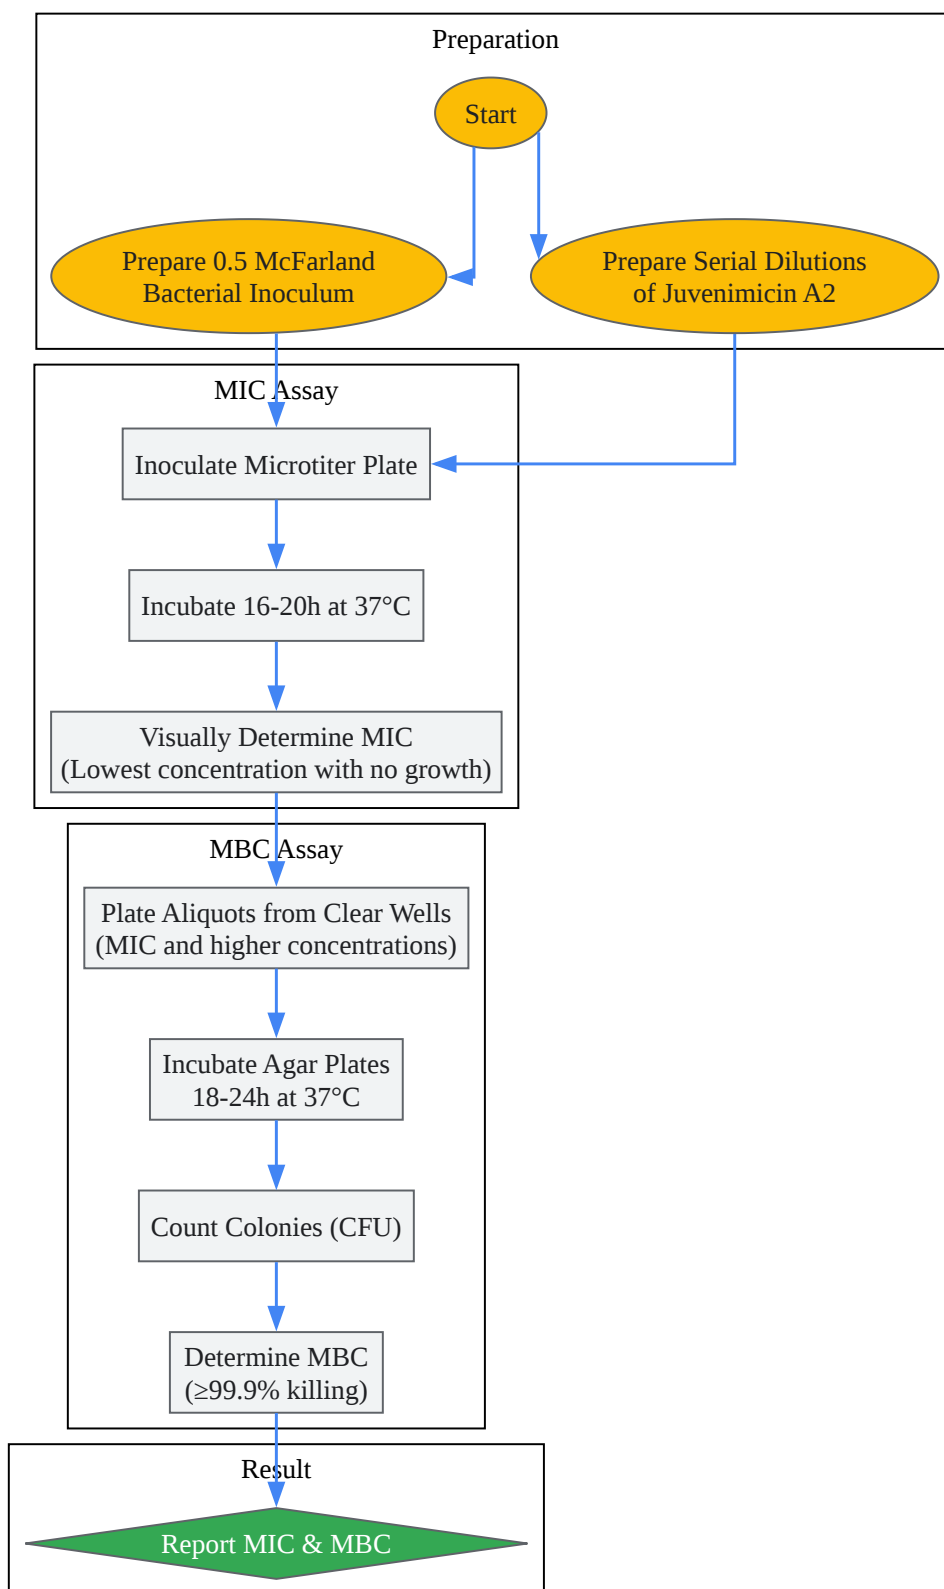 Preparation
Start
Prepare 0.5 McFarland
Bacterial Inoculum
Prepare Serial Dilutions
of Juvenimicin A2
MIC Assay
Inoculate Microtiter Plate
Incubate 16-20h at 37°C
Visually Determine MIC
(Lowest concentration with no growth)
MBC Assay
Plate Aliquots from Clear Wells
(MIC and higher concentrations)
Incubate Agar Plates
18-24h at 37°C
Count Colonies (CFU)
Determine MBC
(≥99.9% killing)
Result
Report MIC & MBC